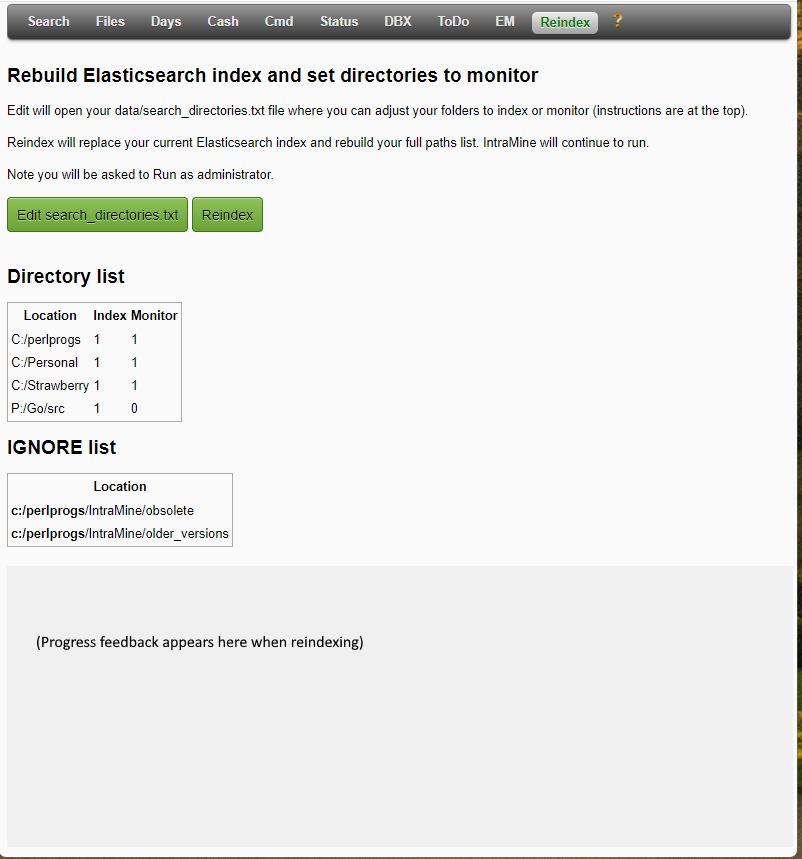 Search Files Days Cash Cmd Status DBX ToDo EM Reindex ?
Rebuild Elasticsearch index and set directories to monitor
Edit will open your data/search_directories.txt file where you can adjust your folders to index or monitor (instructions are at the top).
Reindex will replace your current Elasticsearch index and rebuild your full paths list. IntraMine will continue to run.
Note you will be asked to Run as administrator.
Edit search_directories.txt Reindex
Directory list
Location Index Monitor
C:/perlprogs 1 1
C:/Personal 1 1
C:/Strawberry 1 1
P:/Go/src 1 0
IGNORE list
Location
c:/perlprogs/IntraMine/obsolete
c:/perlprogs/IntraMine/older_versions
(Progress feedback appears here when reindexing)